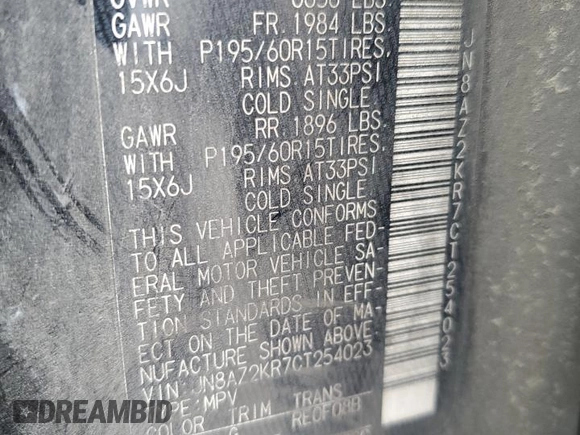 GVWR 3858 LBS
GAWR FR. 1984 LBS
WITH P195/60R15TIRES,
15X6J RIMS AT33PSI
COLD SINGLE
GAWR RR. 1896 LBS
WITH P195/60R15TIRES,
15X6J RIMS AT33PSI
COLD SINGLE
THIS VEHICLE CONFORMS
TO ALL APPLICABLE FED-
ERAL MOTOR VEHICLE SA-
FETY AND THEFT PREVEN-
TION STANDARDS IN EFF-
ECT ON THE DATE OF MA-
NUFACTURE SHOWN ABOVE.
VIN: JN8AZ2KR7CT254023
TYPE:MPV
COLOR TRIM TRANS
G RE0F08B
JN8AZ2KR7CT254023
DREAMBID